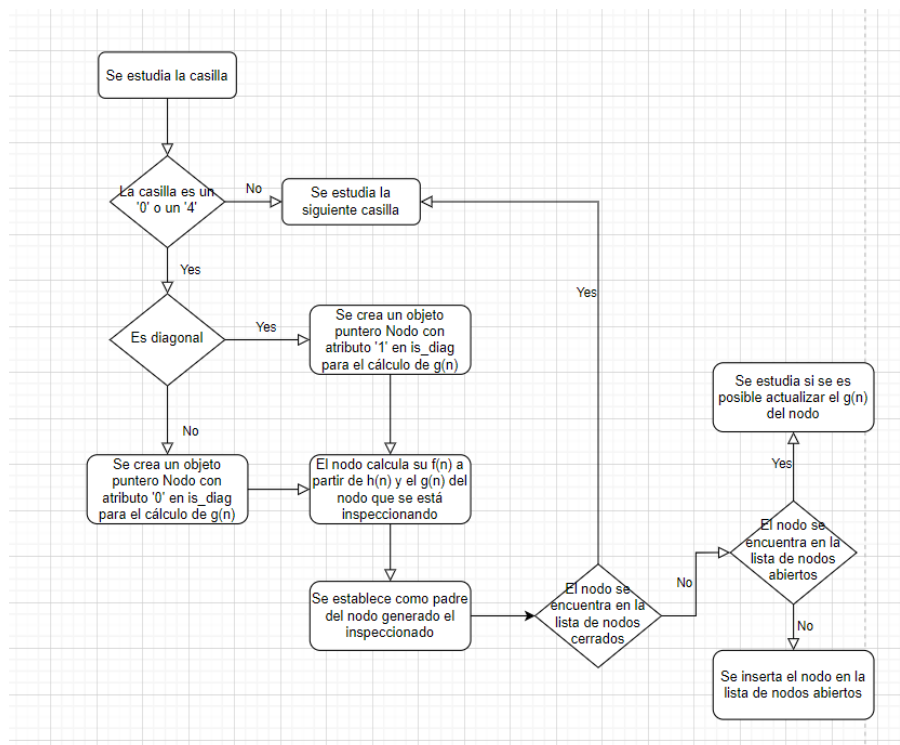 Se estudia la casilla
La casilla es un
'0' o un '4'
No
Se estudia la
siguiente casilla
Yes
Es diagonal
Yes
Se crea un objeto
puntero Nodo con
atributo '1' en is_diag
para el cálculo de g(n)
No
Se crea un objeto
puntero Nodo con
atributo '0' en is_diag
para el cálculo de g(n)
El nodo calcula su f(n) a
partir de h(n) y el g(n) del
nodo que se está
inspeccionando
Se establece como padre
del nodo generado el
inspeccionado
El nodo se
encuentra en la
lista de nodos
cerrados
Yes
No
El nodo se
encuentra en la
lista de nodos
abiertos
Yes
Se estudia si se es
posible actualizar el g(n)
del nodo
No
Se inserta el nodo en la
lista de nodos abiertos